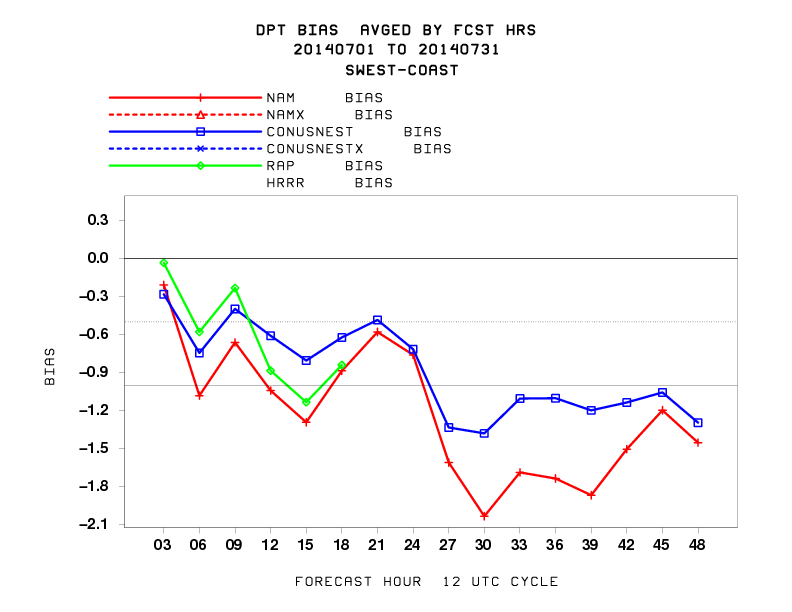 DPT BIAS  AVGED BY FCST HRS
20140701 TO 20140731
SWEST-COAST
NAM BIAS
NAMX BIAS
CONUSNEST BIAS
CONUSNESTX BIAS
RAP BIAS
HRRR BIAS
0.3
0.0
−0.3
−0.6
−0.9
−1.2
−1.5
−1.8
−2.1
BIAS
03 06 09 12 15 18 21 24 27 30 33 36 39 42 45 48
FORECAST HOUR  12 UTC CYCLE